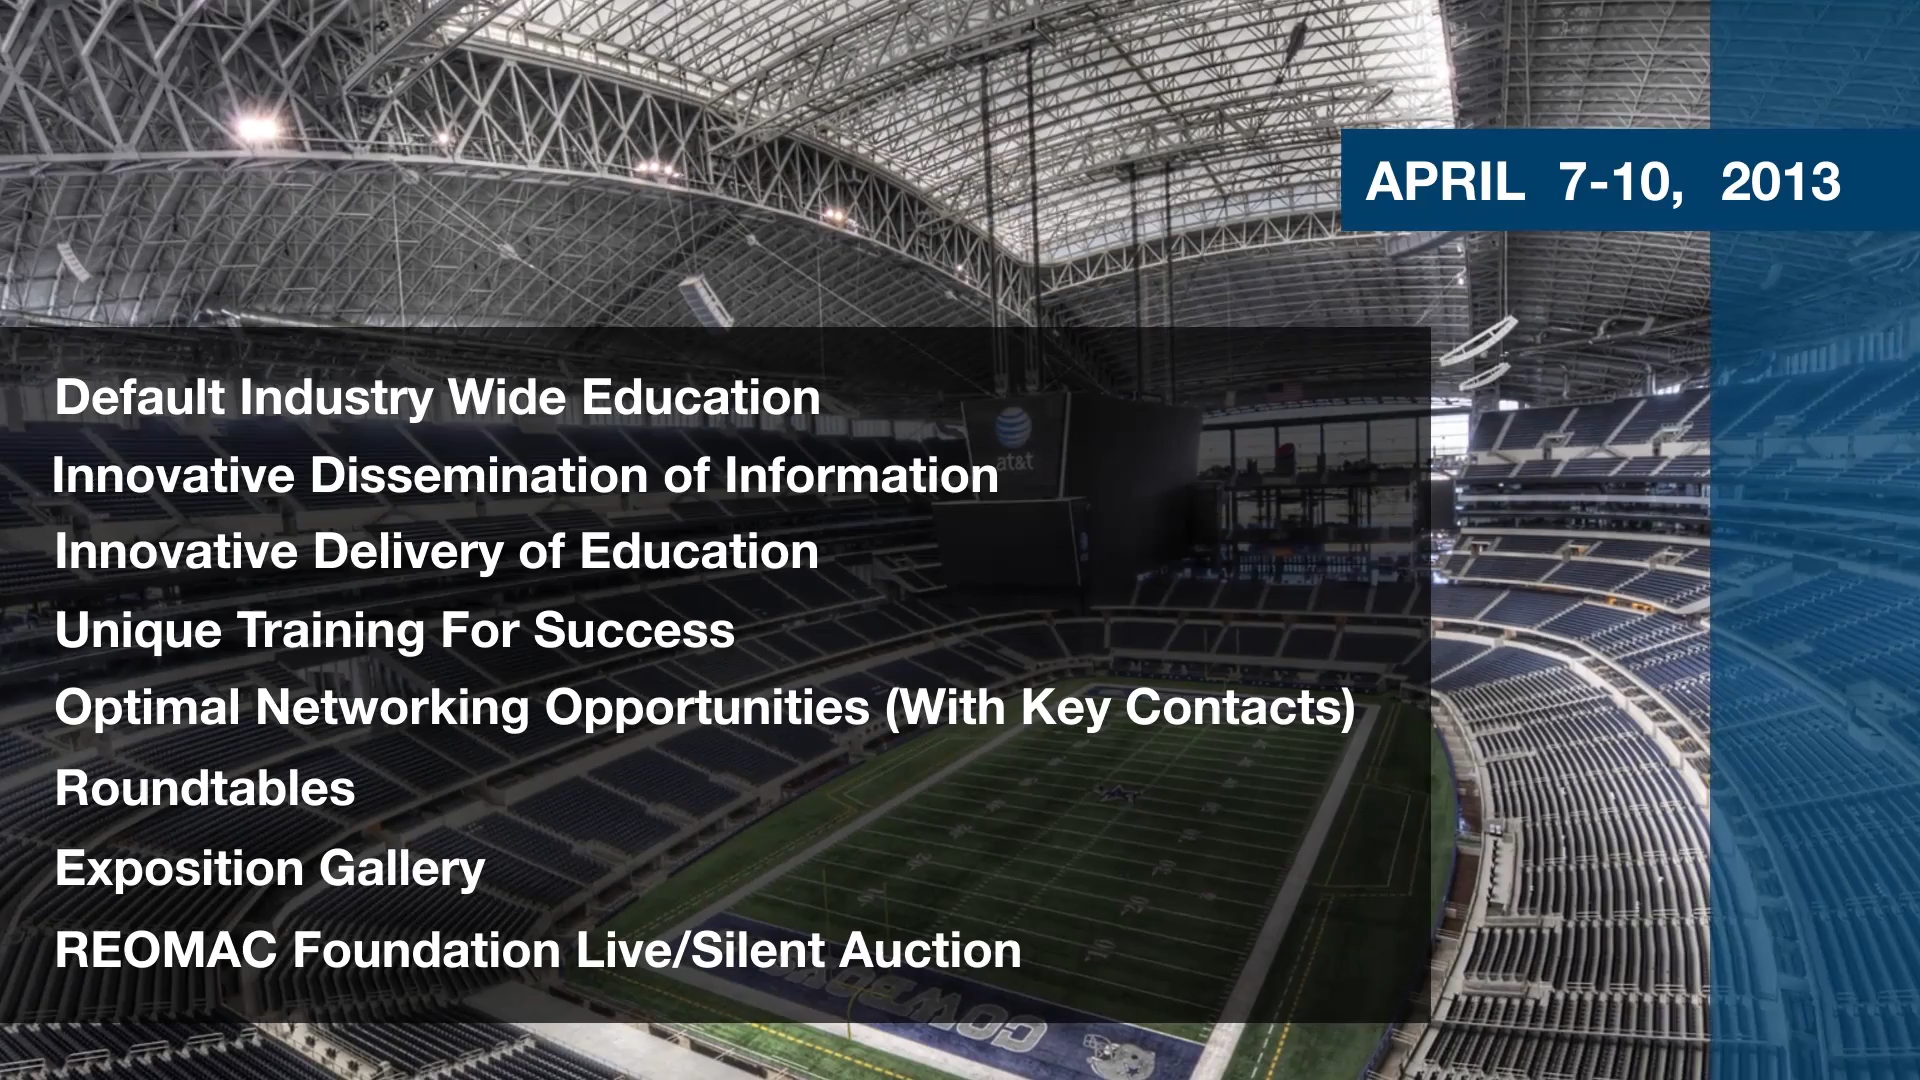 APRIL 7-10, 2013
Default Industry Wide Education
at&t
Innovative Dissemination of Information
Innovative Delivery of Education
Unique Training For Success
Optimal Networking Opportunities (With Key Contacts)
Roundtables
Exposition Gallery
REOMAC Foundation Live/Silent Auction